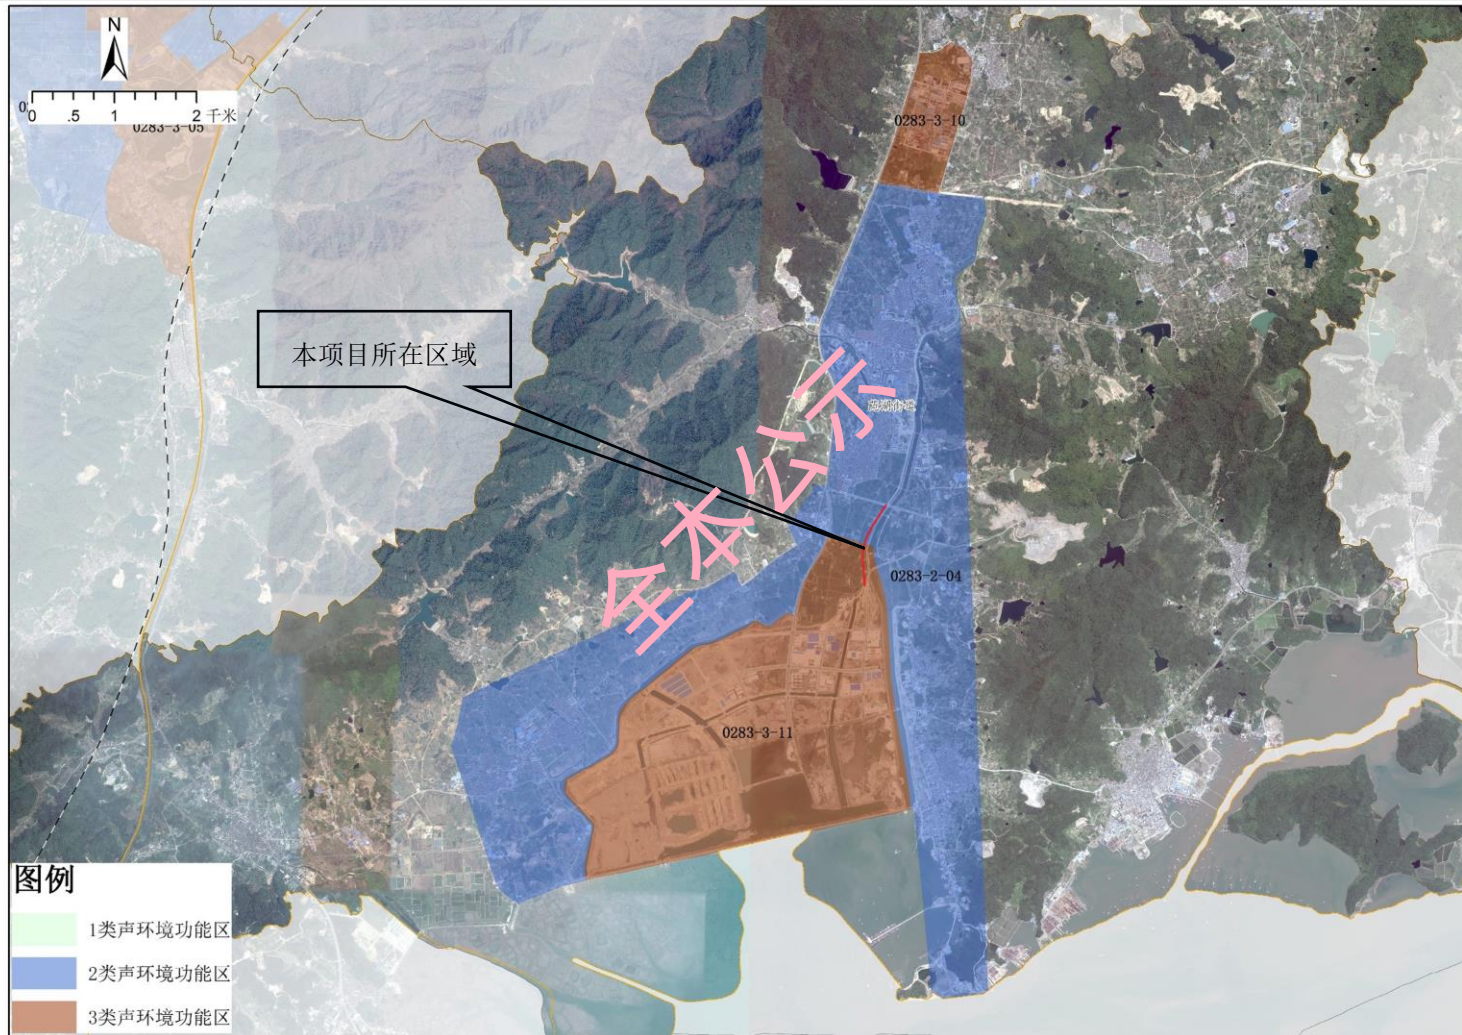 N
0 .5 1 2 千米
0283-3-05
0283-3-10
本项目所在区域
全本公示
0283-2-04
0283-3-11
图例
1类声环境功能区
2类声环境功能区
3类声环境功能区